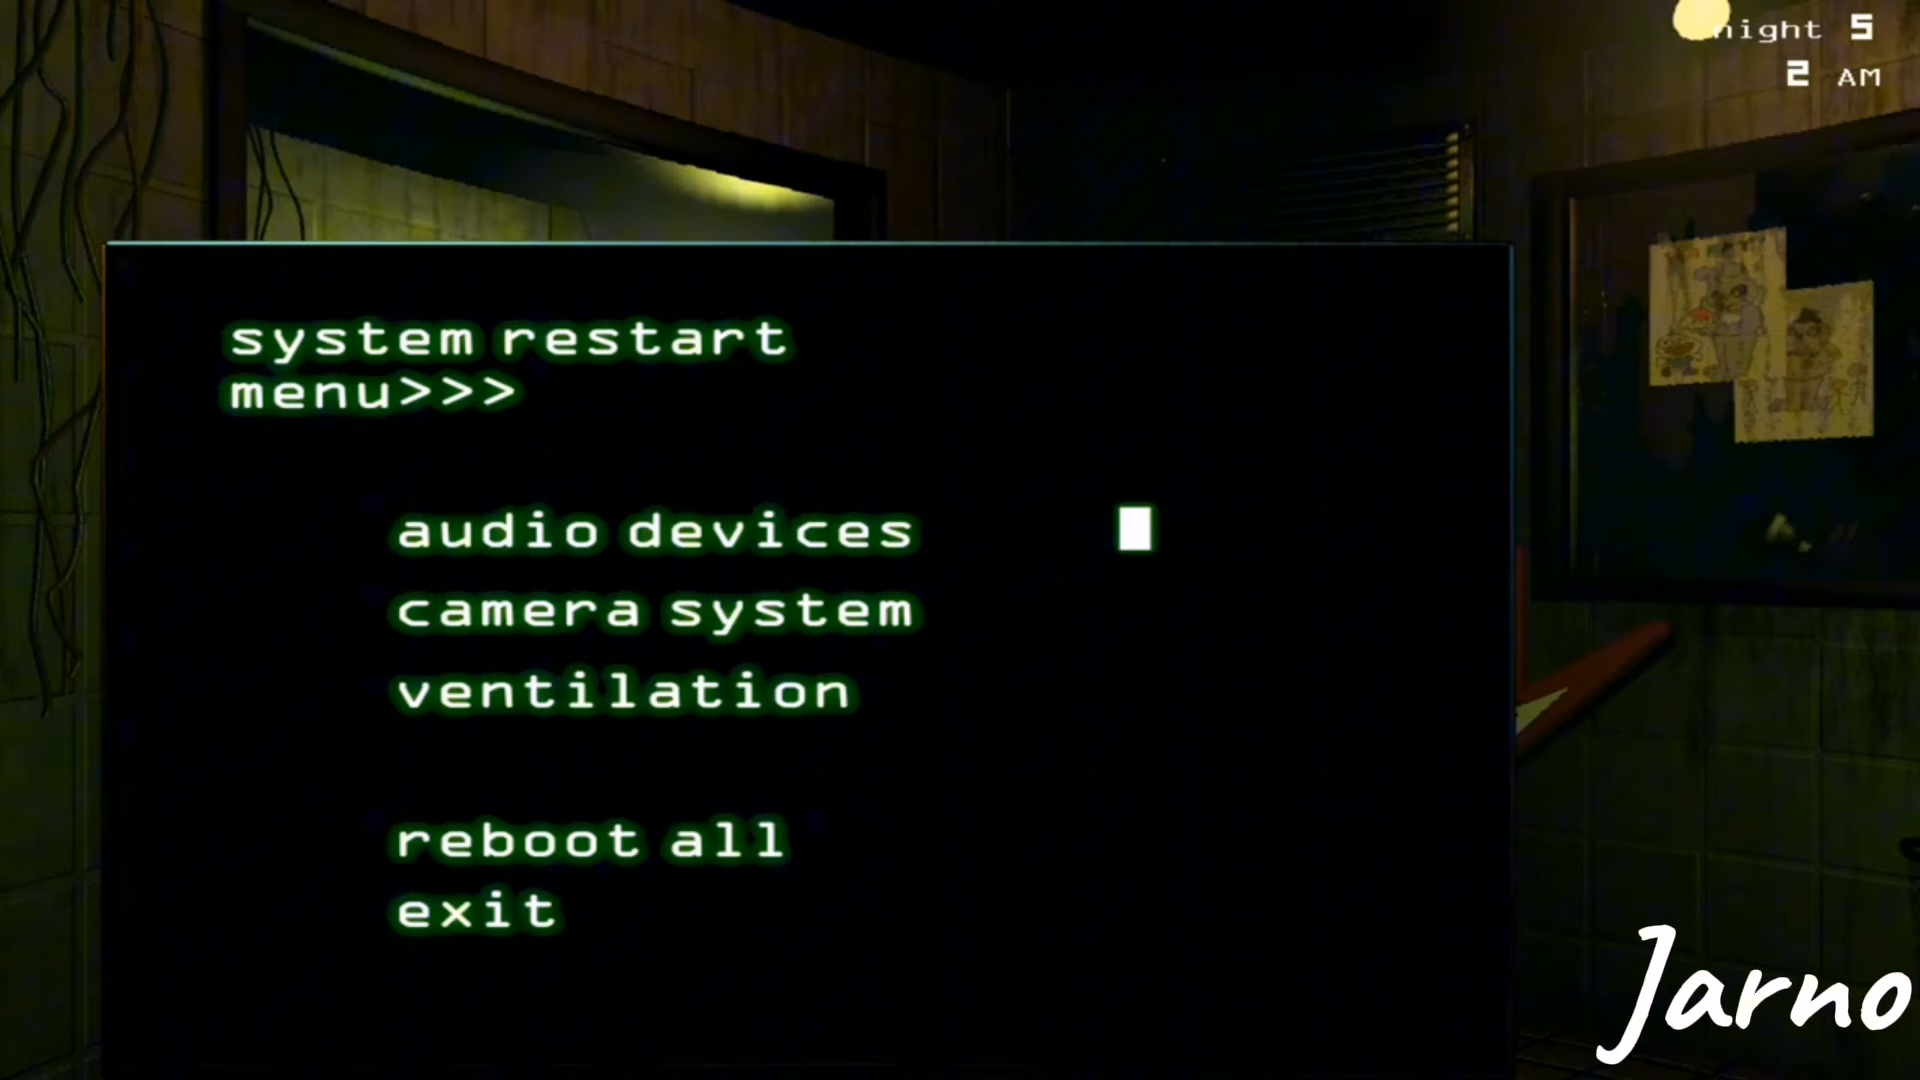 night 5
2 AM
system restart
menu>>>
audio devices
camera system
ventilation
reboot all
exit
Jarno